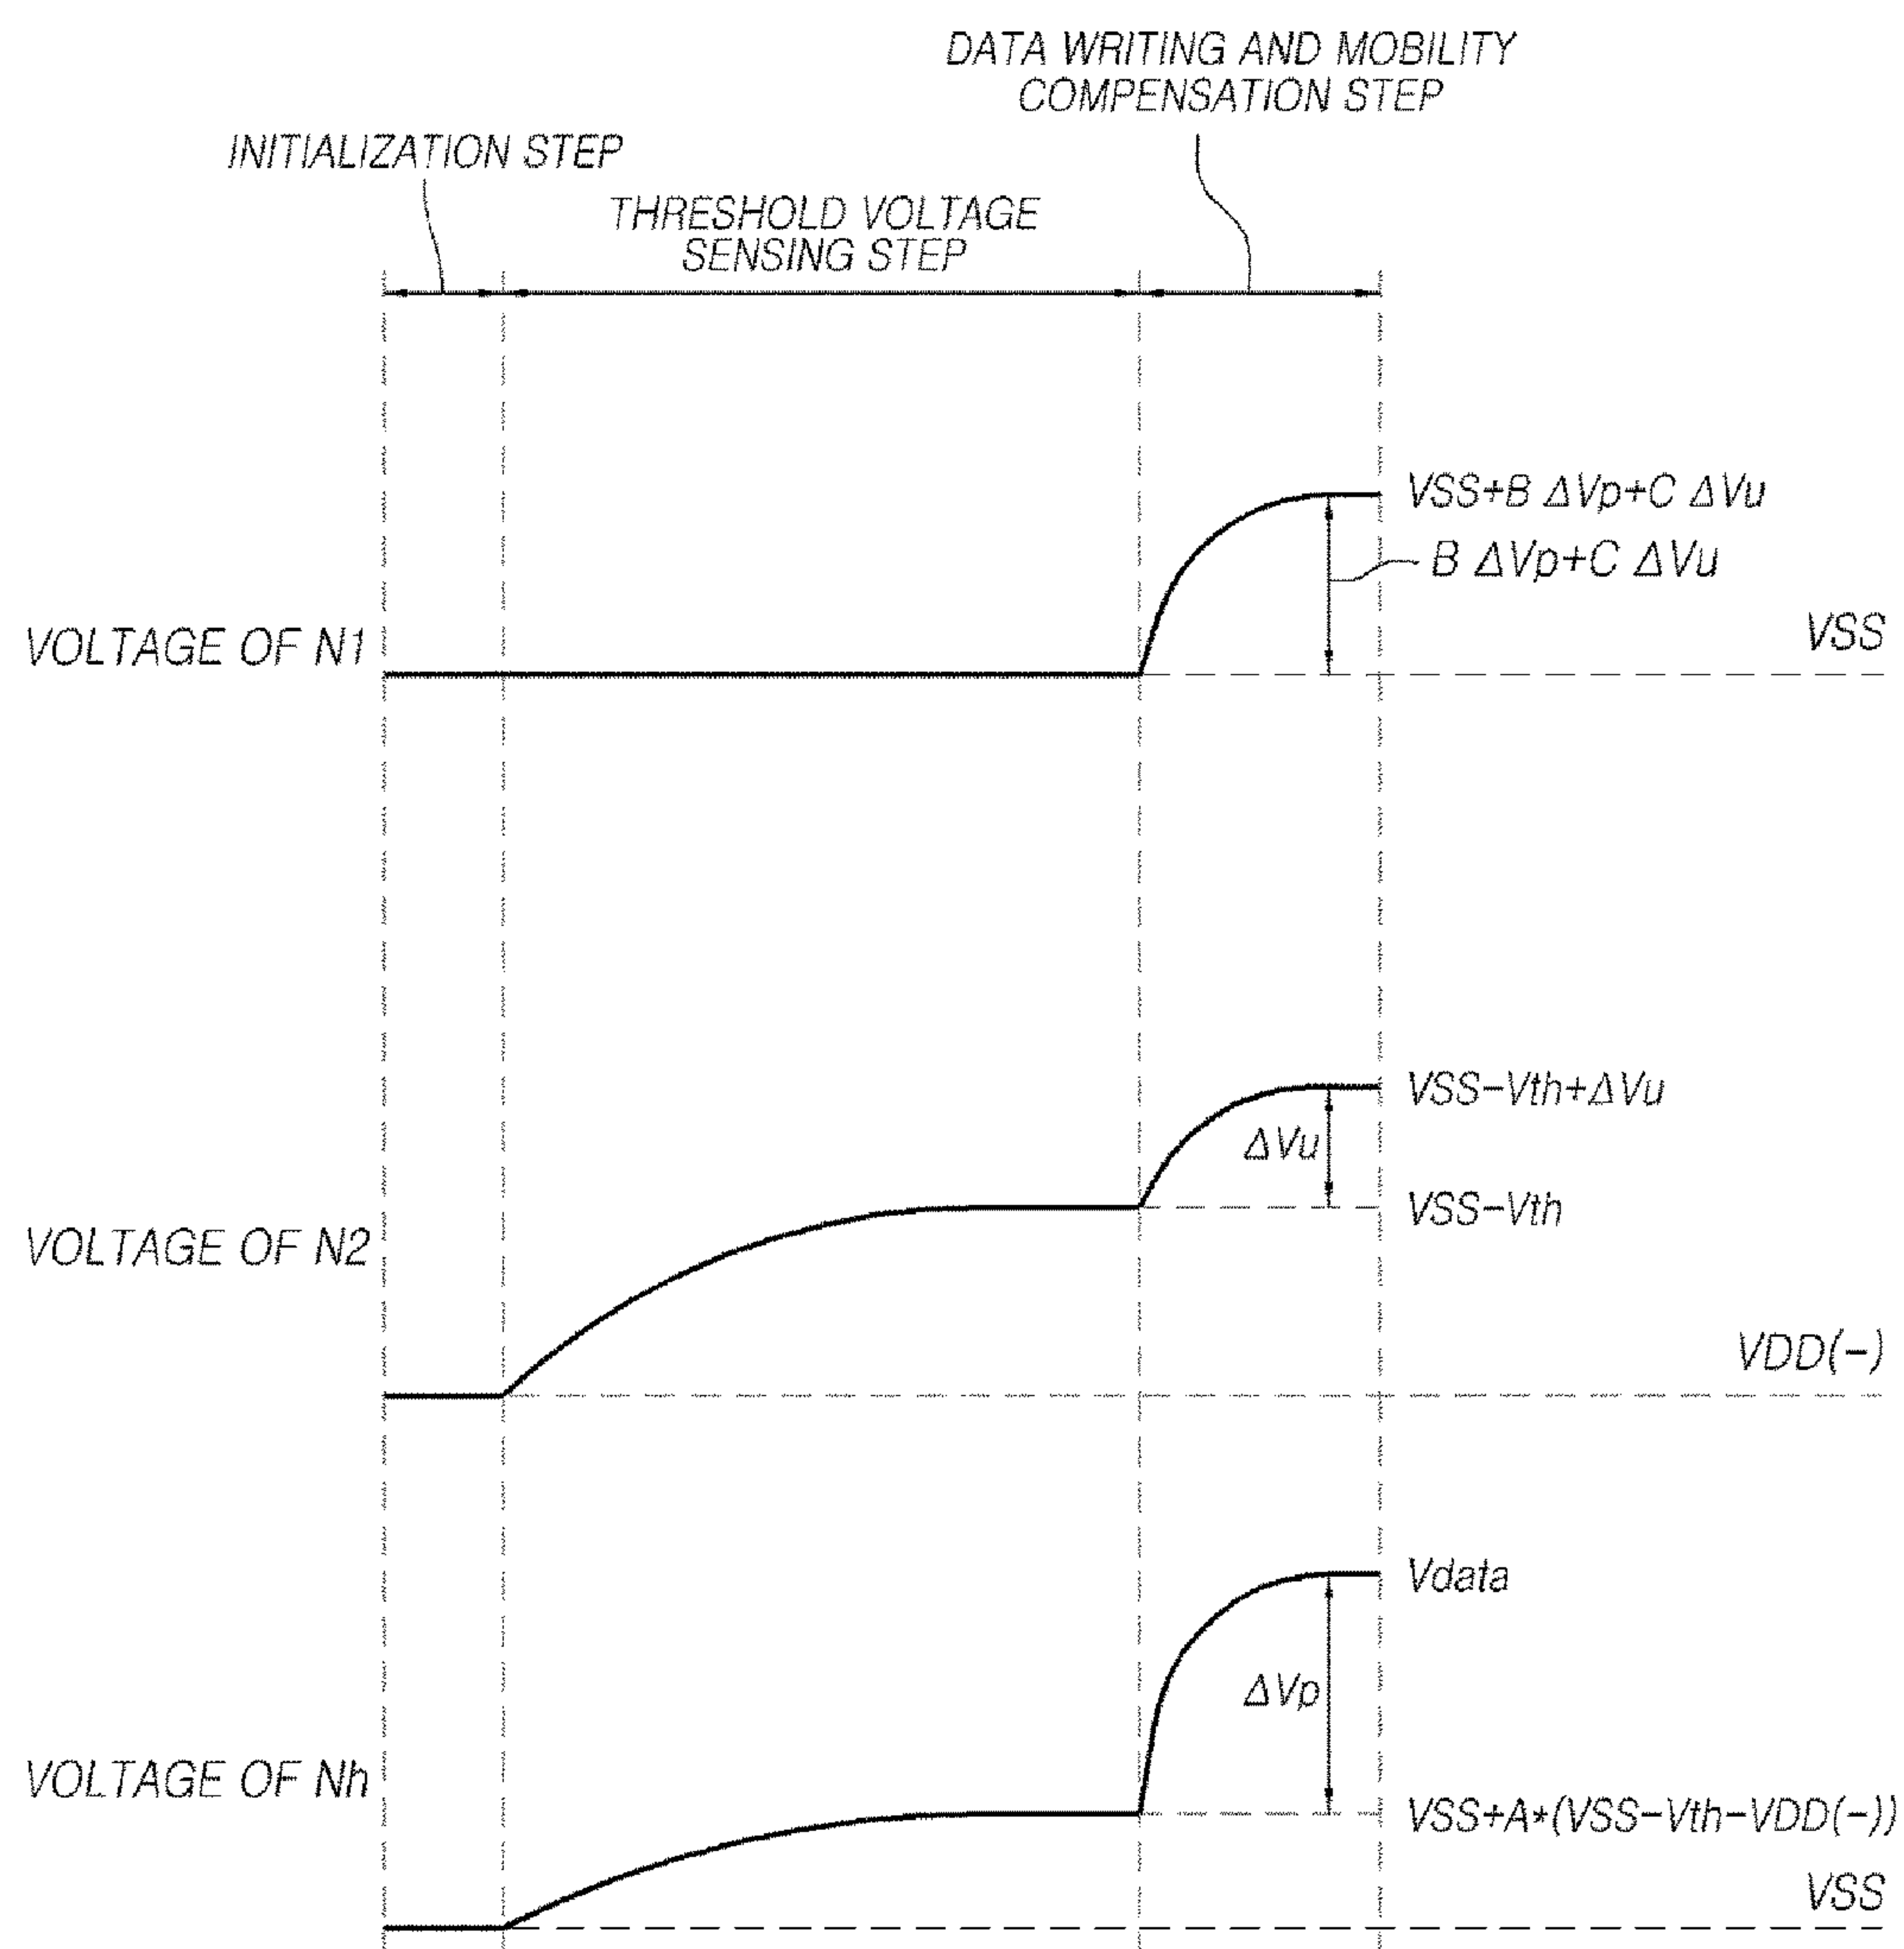 DATA WRITING AND MOBILITY
COMPENSATION STEP
INITIALIZATION STEP
THRESHOLD VOLTAGE
SENSING STEP
VSS+B ΔVp+C ΔVu
B ΔVp+C ΔVu
VSS
VOLTAGE OF N1
VSS-Vth+ΔVu
ΔVu
VSS-Vth
VOLTAGE OF N2
VDD(-)
Vdata
ΔVp
VOLTAGE OF Nh
VSS+A*(VSS-Vth-VDD(-))
VSS